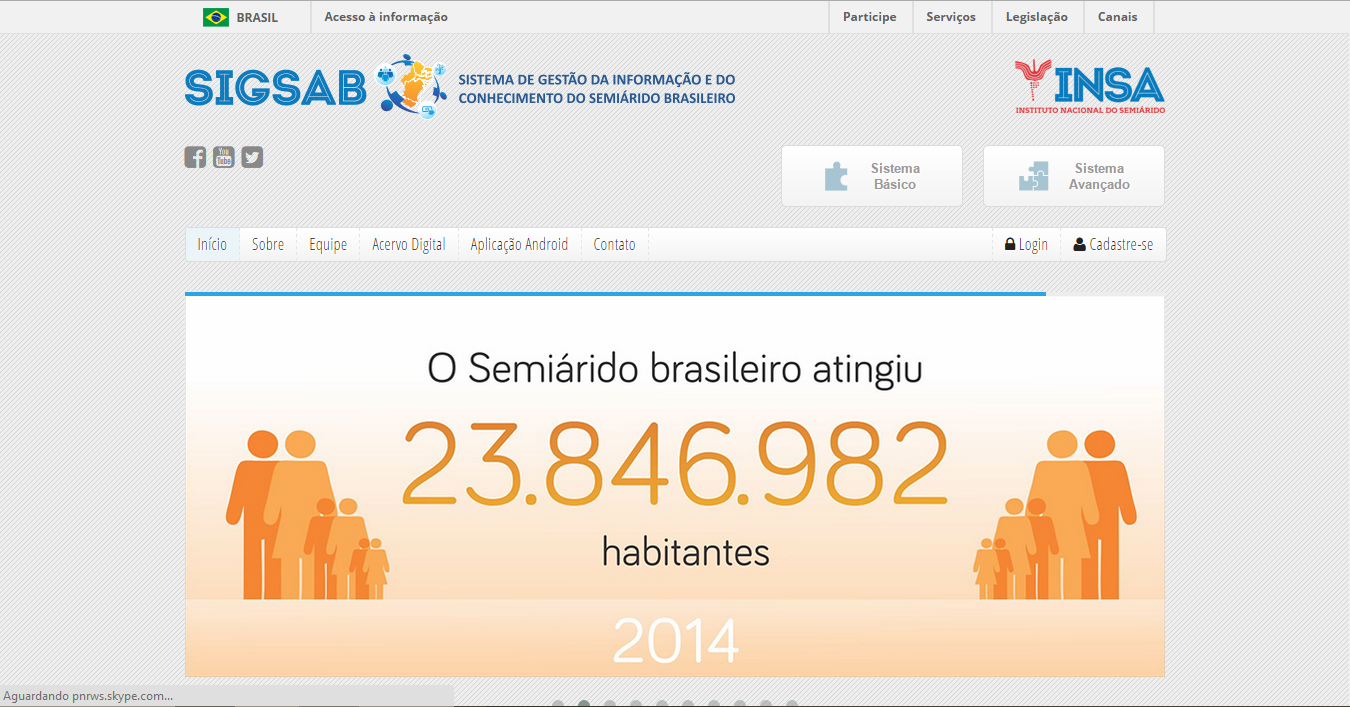 BRASIL
Acesso à informação
Participe
Serviços
Legislação
Canais
SIGSAB
SISTEMA DE GESTÃO DA INFORMAÇÃO E DO
CONHECIMENTO DO SEMIÁRIDO BRASILEIRO
INSA
INSTITUTO NACIONAL DO SEMIÁRIDO
You
Tube
Sistema
Básico
Sistema
Avançado
Início
Sobre
Equipe
Acervo Digital
Aplicação Android
Contato
Login
Cadastre-se
O Semiárido brasileiro atingiu
23.846.982
habitantes
2014
Aguardando pnrws.skype.com...